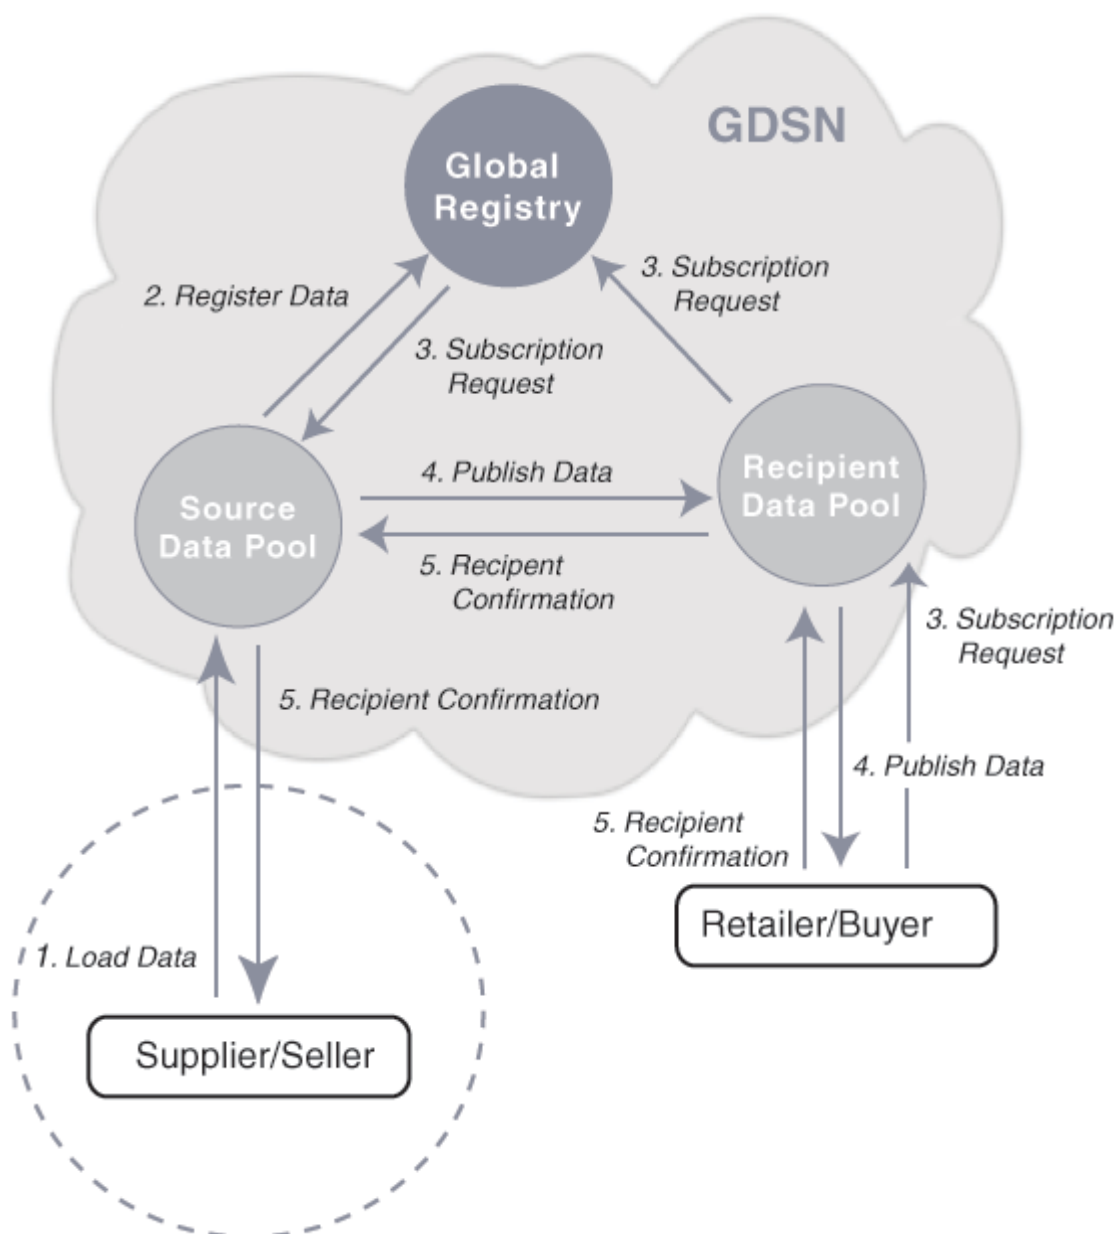 GDSN
Global
Registry
2. Register Data
3. Subscription
Request
3. Subscription
Request
Source
Data Pool
4. Publish Data
5. Recipent
Confirmation
Recipient
Data Pool
3. Subscription
Request
5. Recipient Confirmation
4. Publish Data
5. Recipient
Confirmation
Retailer/Buyer
1. Load Data
Supplier/Seller